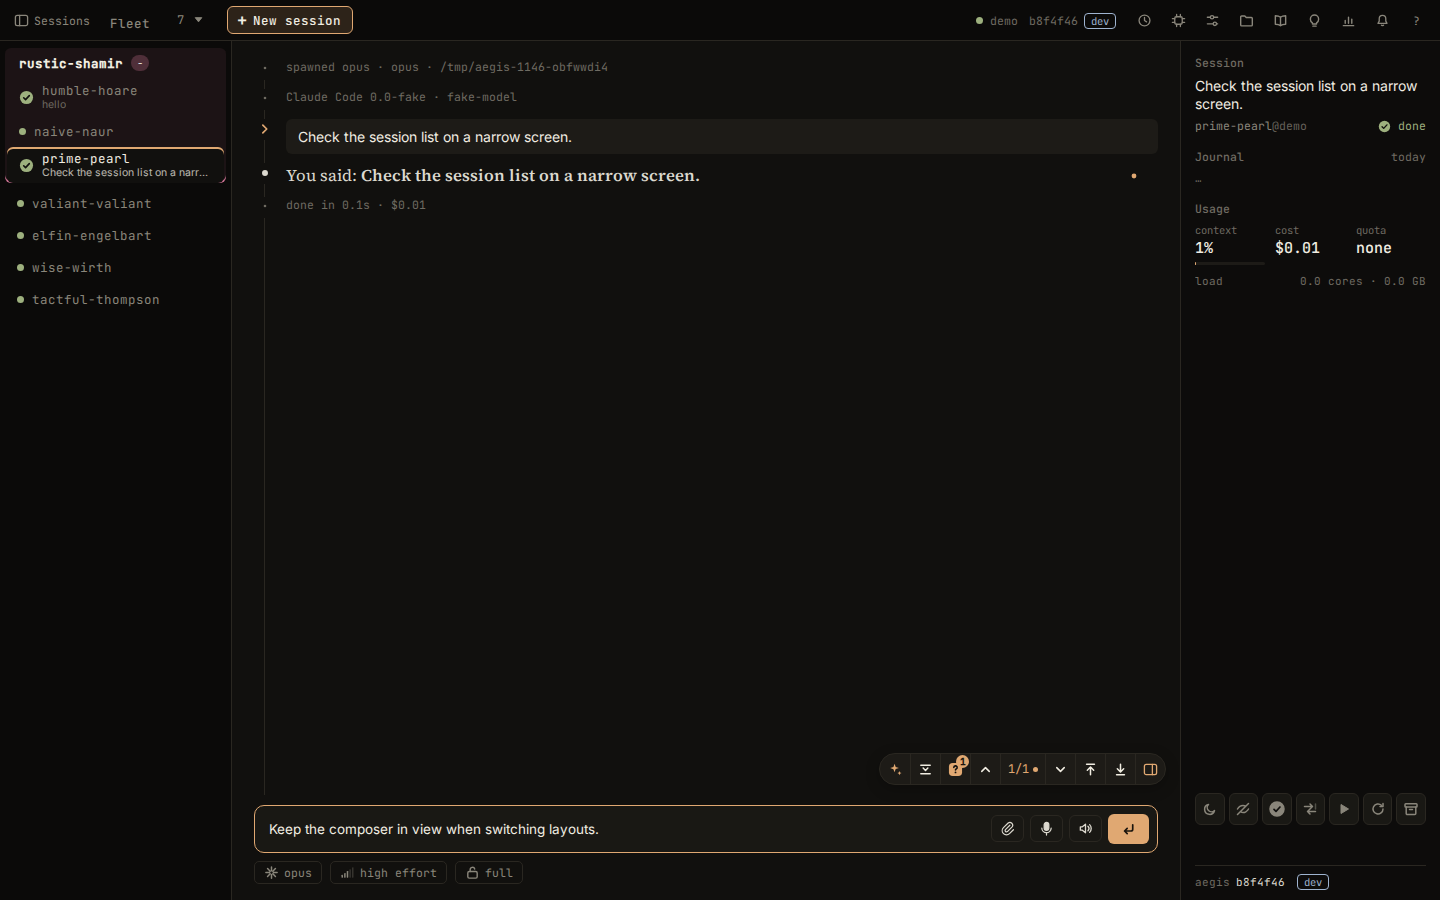 Sessions Fleet 7 + New session demo b8f4f46 dev ?
rustic-shamir -
humble-hoare
hello
naive-naur
prime-pearl
Check the session list on a narr...
valiant-valiant
elfin-engelbart
wise-wirth
tactful-thompson
spawned opus · opus · /tmp/aegis-1146-obfwwdi4
Claude Code 0.0-fake · fake-model
Check the session list on a narrow screen.
You said: Check the session list on a narrow screen.
done in 0.1s · $0.01
? 1 1/1
Keep the composer in view when switching layouts.
opus high effort full
Session
Check the session list on a narrow
screen.
prime-pearl@demo done
Journal today
…
Usage
context cost quota
1% $0.01 none
load 0.0 cores · 0.0 GB
aegis b8f4f46 dev